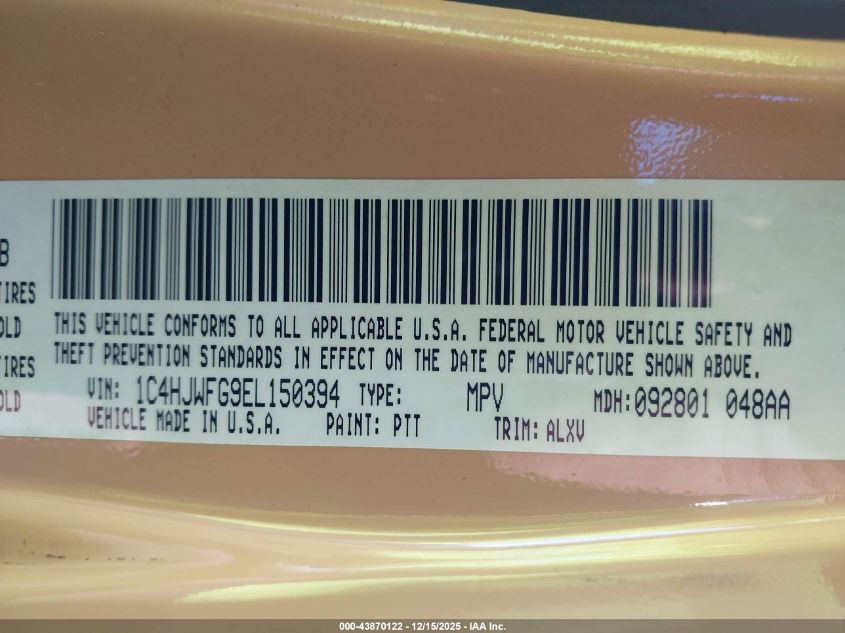 B
TIRES
OLD
TIRES
OLD
THIS VEHICLE CONFORMS TO ALL APPLICABLE U.S.A. FEDERAL MOTOR VEHICLE SAFETY AND
THEFT PREVENTION STANDARDS IN EFFECT ON THE DATE OF MANUFACTURE SHOWN ABOVE.
VIN: 1C4HJWFG9EL150394 TYPE: MPV MDH:092801 048AA
VEHICLE MADE IN U.S.A. PAINT: PTT TRIM: ALXV
000-43870122 - 12/15/2025 - IAA Inc.